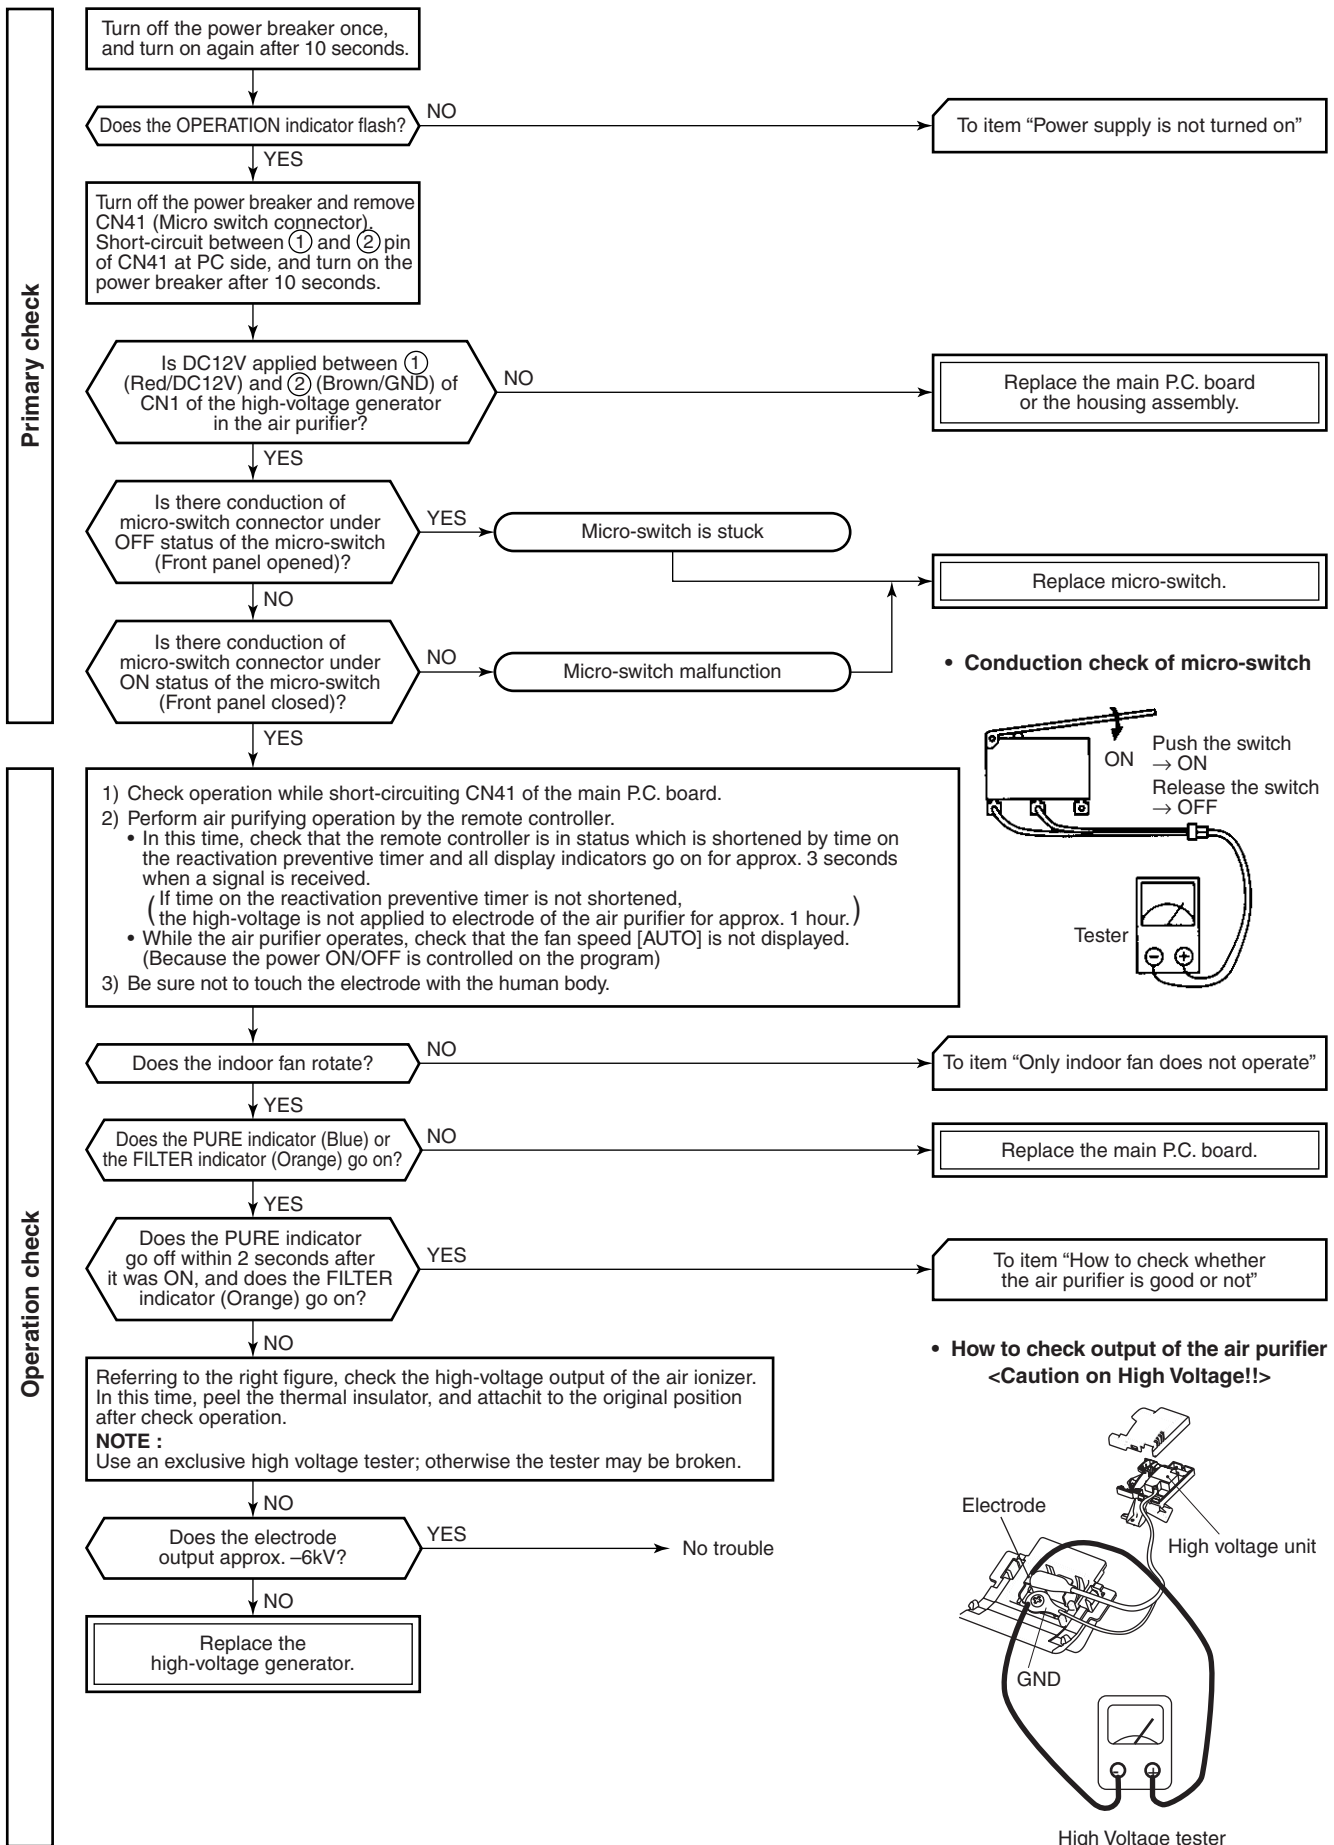 Primary check
Turn off the power breaker once,
and turn on again after 10 seconds.
Does the OPERATION indicator flash?
NO
To item “Power supply is not turned on”
YES
Turn off the power breaker and remove
CN41 (Micro switch connector).
Short-circuit between ① and ② pin
of CN41 at PC side, and turn on the
power breaker after 10 seconds.
Is DC12V applied between ①
(Red/DC12V) and ② (Brown/GND) of
CN1 of the high-voltage generator
in the air purifier?
NO
Replace the main P.C. board
or the housing assembly.
YES
Is there conduction of
micro-switch connector under
OFF status of the micro-switch
(Front panel opened)?
YES
Micro-switch is stuck
Replace micro-switch.
NO
Is there conduction of
micro-switch connector under
ON status of the micro-switch
(Front panel closed)?
NO
Micro-switch malfunction
YES
• Conduction check of micro-switch
ON
Push the switch
→ ON
Release the switch
→ OFF
Tester
Operation check
1) Check operation while short-circuiting CN41 of the main P.C. board.
2) Perform air purifying operation by the remote controller.
• In this time, check that the remote controller is in status which is shortened by time on
the reactivation preventive timer and all display indicators go on for approx. 3 seconds
when a signal is received.
(If time on the reactivation preventive timer is not shortened,
the high-voltage is not applied to electrode of the air purifier for approx. 1 hour.)
• While the air purifier operates, check that the fan speed [AUTO] is not displayed.
(Because the power ON/OFF is controlled on the program)
3) Be sure not to touch the electrode with the human body.
Does the indoor fan rotate?
NO
To item “Only indoor fan does not operate”
YES
Does the PURE indicator (Blue) or
the FILTER indicator (Orange) go on?
NO
Replace the main P.C. board.
YES
Does the PURE indicator
go off within 2 seconds after
it was ON, and does the FILTER
indicator (Orange) go on?
YES
To item “How to check whether
the air purifier is good or not”
NO
Referring to the right figure, check the high-voltage output of the air ionizer.
In this time, peel the thermal insulator, and attachit to the original position
after check operation.
NOTE :
Use an exclusive high voltage tester; otherwise the tester may be broken.
NO
Does the electrode
output approx. –6kV?
YES
No trouble
NO
Replace the
high-voltage generator.
• How to check output of the air purifier
<Caution on High Voltage!!>
Electrode
High voltage unit
GND
High Voltage tester